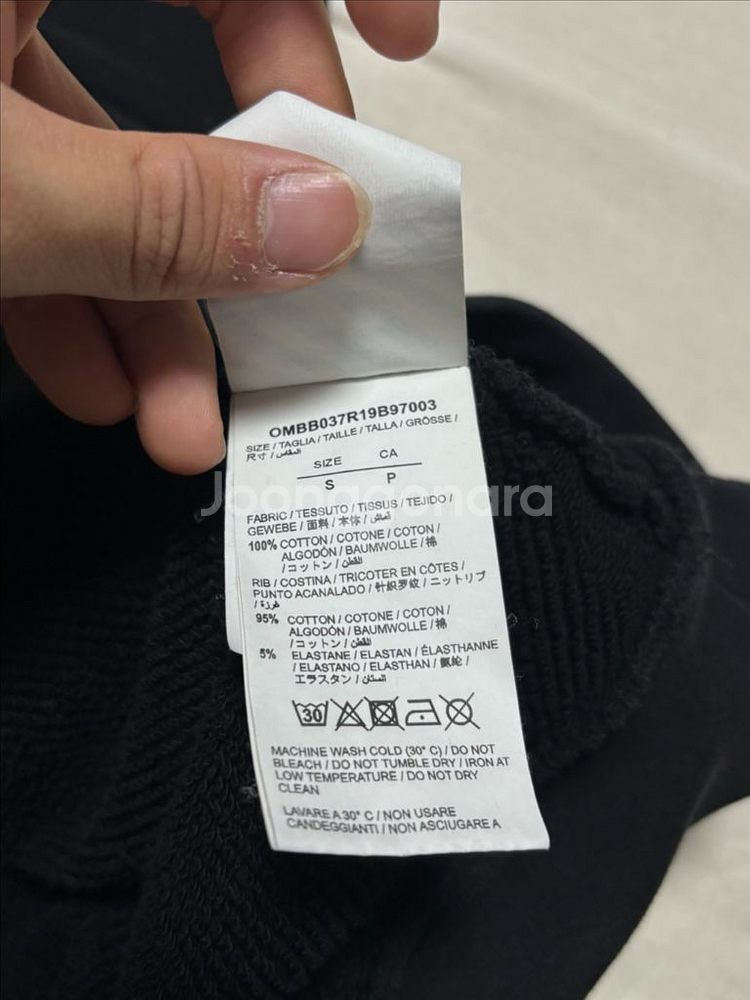 OMBB037R19B97003
SIZE / TAGLIA / TAILLE / TALLA / GRÖSSE /
尺寸 / المقاس
SIZE CA
S P
Joonggonara
FABRIC / TESSUTO / TISSUS / TEJIDO /
GEWEBE / 面料 / 本体 / قماش
100% COTTON / COTONE / COTON /
ALGODÓN / BAUMWOLLE / 棉
/ コットン / القطن
RIB / COSTINA / TRICOTER EN CÔTES /
PUNTO ACANALADO / 针织罗纹 / ニットリブ
/ غرزة
95% COTTON / COTONE / COTON /
ALGODÓN / BAUMWOLLE / 棉
/ コットン / القطن
5% ELASTANE / ELASTAN / ÉLASTHANNE
/ ELASTANO / ELASTHAN / 氨纶 /
エラスタン /
30
MACHINE WASH COLD (30° C) / DO NOT
BLEACH / DO NOT TUMBLE DRY / IRON AT
LOW TEMPERATURE / DO NOT DRY
CLEAN
LAVARE A 30° C / NON USARE
CANDEGGIANTI / NON ASCIUGARE A